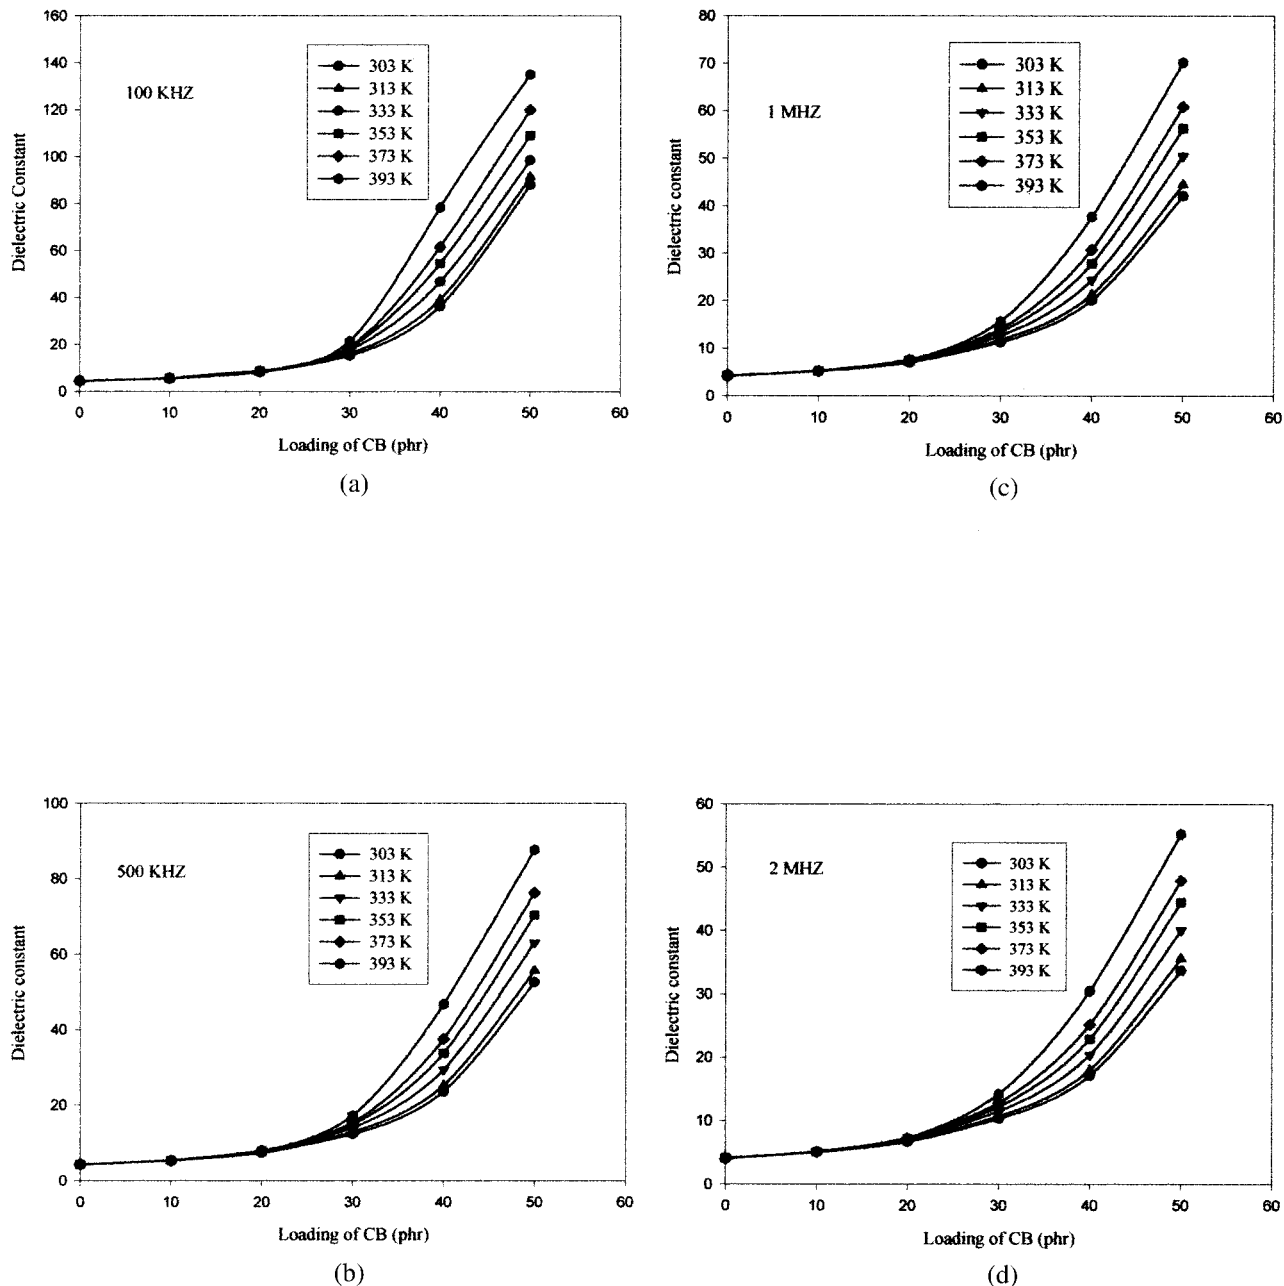 160
140
120
100
80
60
40
20
0
Dielectric Constant
100 KHZ
303 K
313 K
333 K
353 K
373 K
393 K
0 10 20 30 40 50 60
Loading of CB (phr)
(a)
80
70
60
50
40
30
20
10
0
Dielectric constant
1 MHZ
303 K
313 K
333 K
353 K
373 K
393 K
0 10 20 30 40 50 60
Loading of CB (phr)
(c)
100
80
60
40
20
0
Dielectric constant
500 KHZ
303 K
313 K
333 K
353 K
373 K
393 K
0 10 20 30 40 50 60
Loading of CB (phr)
(b)
60
50
40
30
20
10
0
Dielectric constant
2 MHZ
303 K
313 K
333 K
353 K
373 K
393 K
0 10 20 30 40 50 60
Loading of CB (phr)
(d)